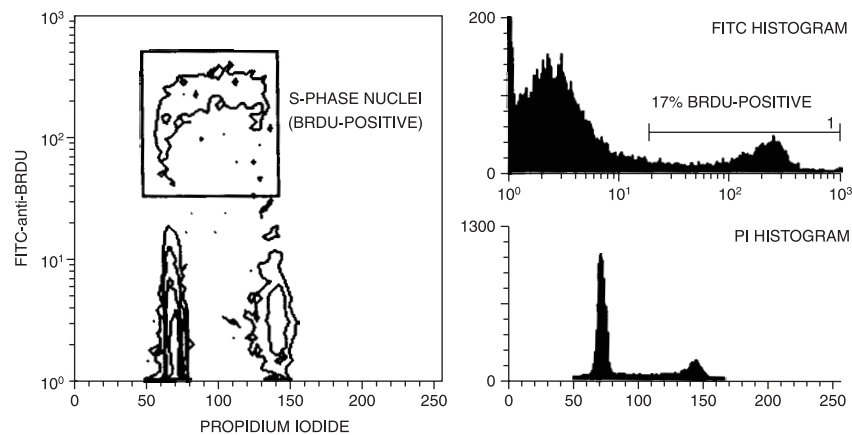 10³
10²
10¹
10⁰
FITC-anti-BRDU
S-PHASE NUCLEI
(BRDU-POSITIVE)
0 50 100 150 200 250
PROPIDIUM IODIDE
FITC HISTOGRAM
200
0
17% BRDU-POSITIVE
1
10⁰ 10¹ 10² 10³
PI HISTOGRAM
1300
0
0 50 100 150 200 250